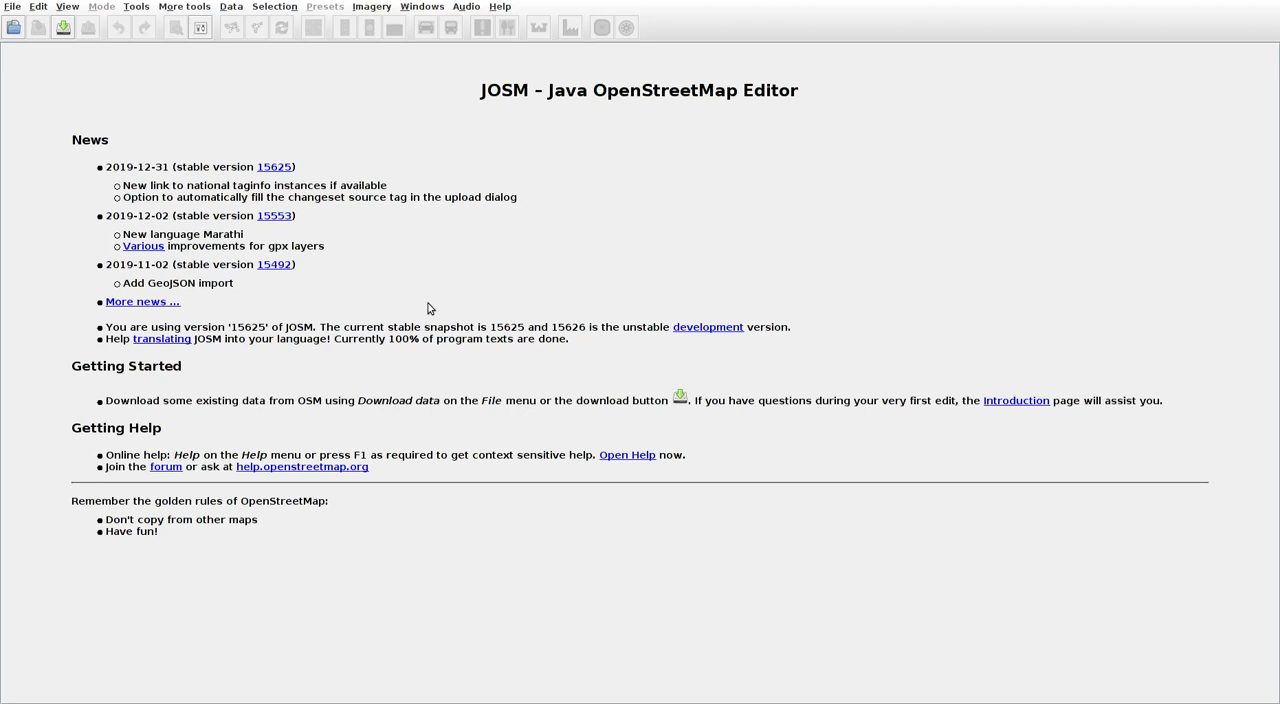 File Edit View Mode Tools More tools Data Selection Presets Imagery Windows Audio Help
JOSM – Java OpenStreetMap Editor
News
2019-12-31 (stable version 15625)
New link to national taginfo instances if available
Option to automatically fill the changeset source tag in the upload dialog
2019-12-02 (stable version 15553)
New language Marathi
Various improvements for gpx layers
2019-11-02 (stable version 15492)
Add GeoJSON import
More news ...
You are using version '15625' of JOSM. The current stable snapshot is 15625 and 15626 is the unstable development version.
Help translating JOSM into your language! Currently 100% of program texts are done.
Getting Started
Download some existing data from OSM using Download data on the File menu or the download button . If you have questions during your very first edit, the Introduction page will assist you.
Getting Help
Online help: Help on the Help menu or press F1 as required to get context sensitive help. Open Help now.
Join the forum or ask at help.openstreetmap.org
Remember the golden rules of OpenStreetMap:
Don't copy from other maps
Have fun!